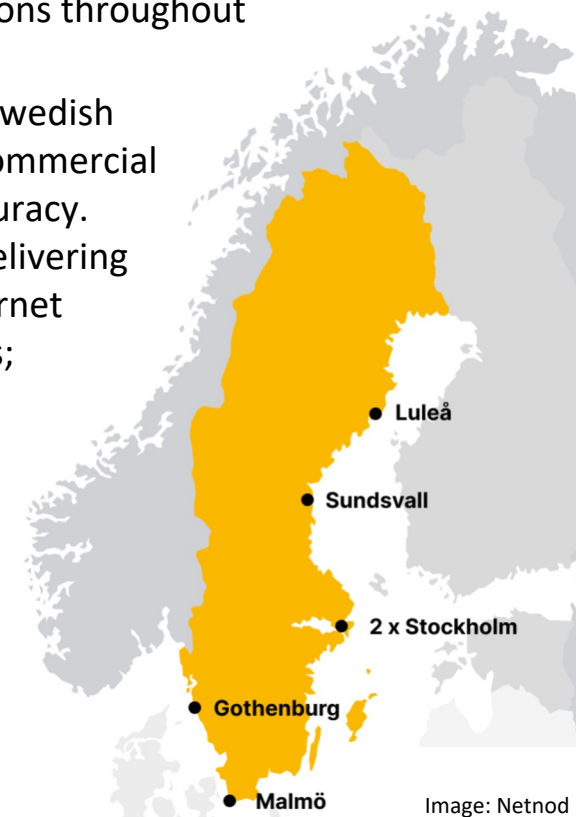 ons throughout
wedish
ommercial
uracy.
elivering
rnet
s;
Luleå
Sundsvall
2 x Stockholm
Gothenburg
Malmö
Image: Netnod